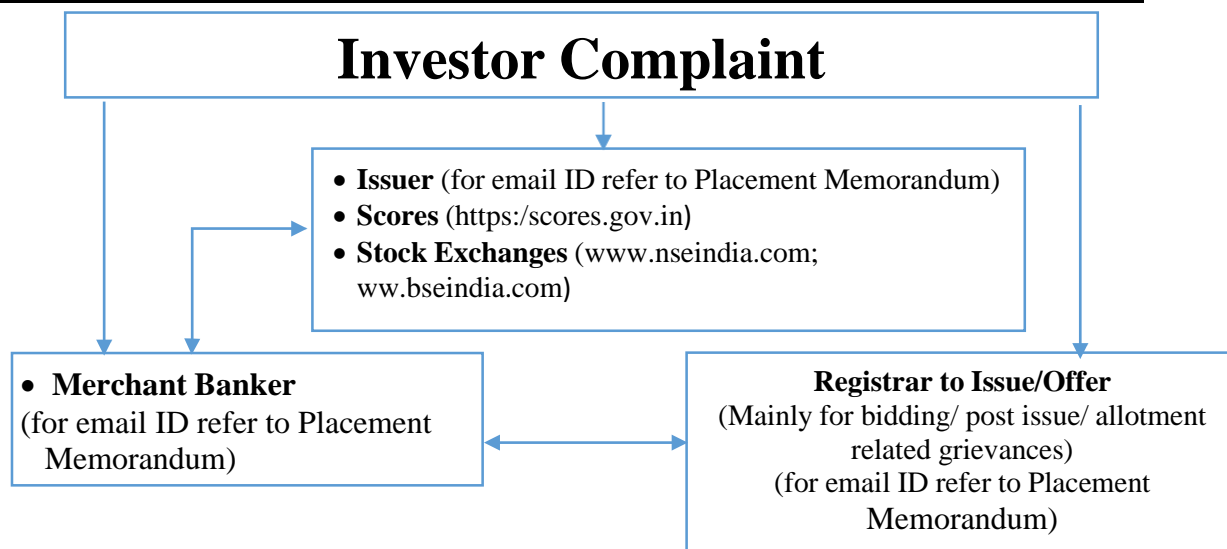 Investor Complaint
• Issuer (for email ID refer to Placement Memorandum)
• Scores (https:/scores.gov.in)
• Stock Exchanges (www.nseindia.com;
ww.bseindia.com)
• Merchant Banker
(for email ID refer to Placement
Memorandum)
Registrar to Issue/Offer
(Mainly for bidding/ post issue/ allotment
related grievances)
(for email ID refer to Placement
Memorandum)